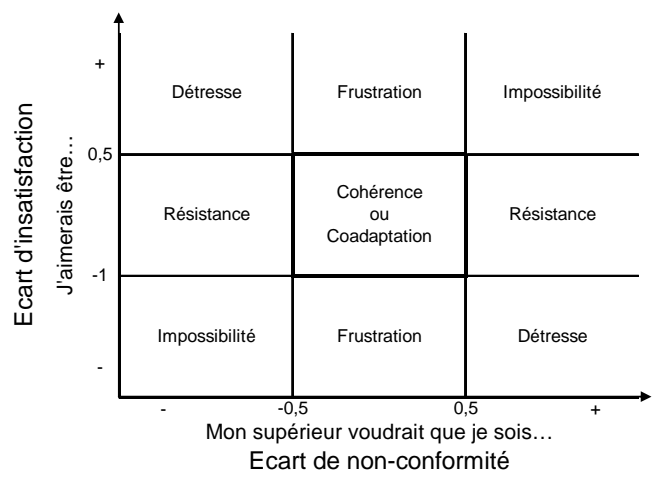 +
Détresse
Frustration
Impossibilité
0,5
Ecart d'insatisfaction
J'aimerais être…
Résistance
Cohérence
ou
Coadaptation
Résistance
-1
Impossibilité
Frustration
Détresse
-
-
-0,5
0,5
+
Mon supérieur voudrait que je sois…
Ecart de non-conformité